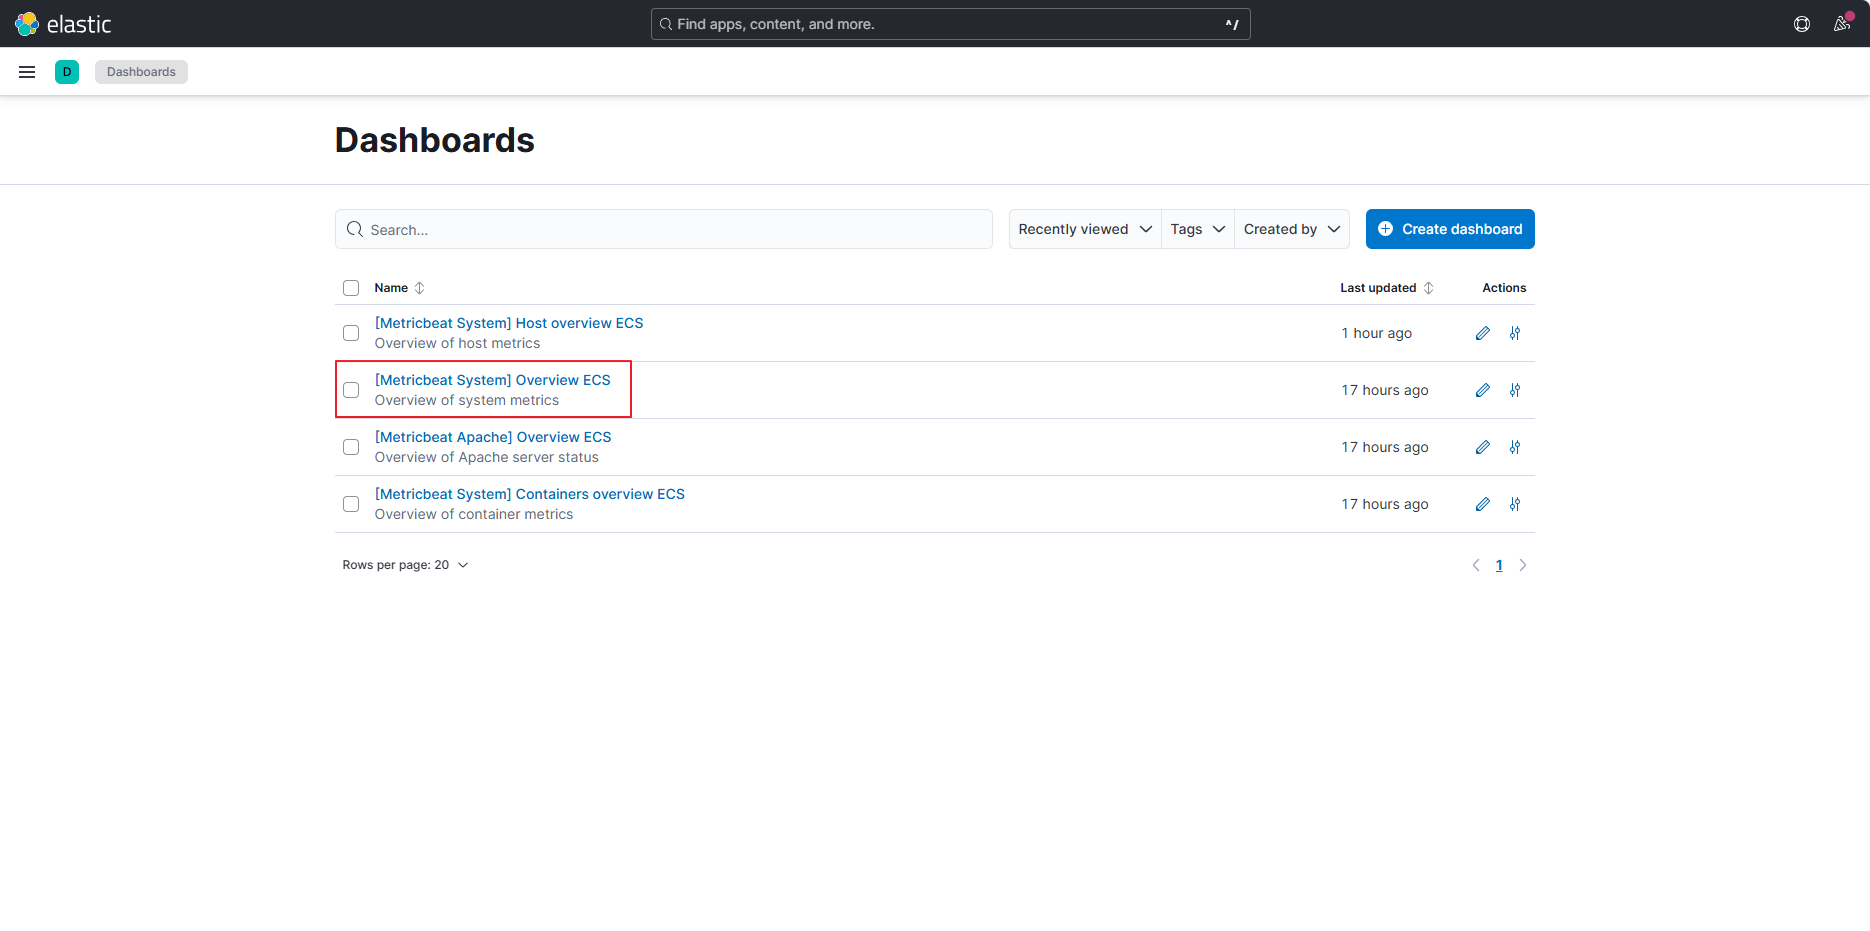 elastic
Find apps, content, and more.
^/
D
Dashboards
Dashboards
Search...
Recently viewed
Tags
Created by
Create dashboard
Name
Last updated
Actions
[Metricbeat System] Host overview ECS
Overview of host metrics
1 hour ago
[Metricbeat System] Overview ECS
Overview of system metrics
17 hours ago
[Metricbeat Apache] Overview ECS
Overview of Apache server status
17 hours ago
[Metricbeat System] Containers overview ECS
Overview of container metrics
17 hours ago
Rows per page: 20
1